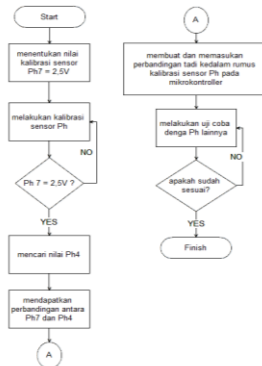 Start
menentukan nilai
kalibrasi sensor
Ph7 = 2,5V
melakukan kalibrasi
sensor Ph
NO
Ph 7 = 2,5V ?
YES
mencari nilai Ph4
mendapatkan
perbandingan antara
Ph7 dan Ph4
A
A
membuat dan memasukan
perbandingan tadi kedalam rumus
kalibrasi sensor Ph pada
mikrokontroller
melakukan uji coba
denga Ph lainnya
NO
apakah sudah
sesuai?
YES
Finish